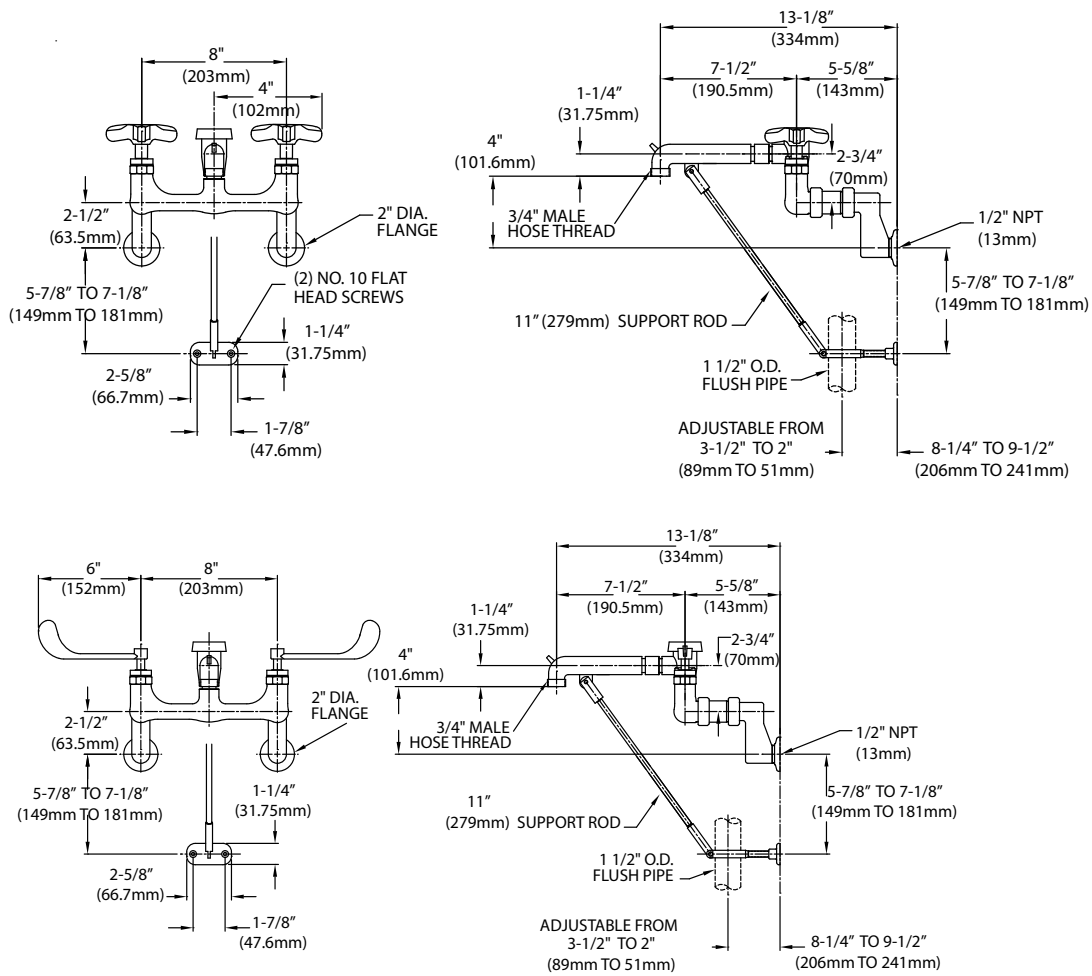 8"
(203mm)
4"
(102mm)
2-1/2”
(63.5mm)
2" DIA.
FLANGE
(2) NO. 10 FLAT
HEAD SCREWS
5-7/8” TO 7-1/8”
(149mm TO 181mm)
1-1/4”
(31.75mm)
2-5/8”
(66.7mm)
1-7/8”
(47.6mm)
13-1/8”
(334mm)
7-1/2”
(190.5mm)
5-5/8”
(143mm)
1-1/4”
(31.75mm)
4"
(101.6mm)
2-3/4”
(70mm)
3/4" MALE
HOSE THREAD
1/2" NPT
(13mm)
5-7/8” TO 7-1/8”
(149mm TO 181mm)
11” (279mm) SUPPORT ROD
1 1/2" O.D.
FLUSH PIPE
ADJUSTABLE FROM
3-1/2" TO 2"
(89mm TO 51mm)
8-1/4” TO 9-1/2”
(206mm TO 241mm)
6"
(152mm)
8"
(203mm)
2" DIA.
FLANGE
2-1/2”
(63.5mm)
5-7/8” TO 7-1/8”
(149mm TO 181mm)
1-1/4”
(31.75mm)
2-5/8”
(66.7mm)
1-7/8”
(47.6mm)
13-1/8”
(334mm)
7-1/2”
(190.5mm)
5-5/8”
(143mm)
1-1/4”
(31.75mm)
4"
(101.6mm)
2-3/4”
(70mm)
3/4" MALE
HOSE THREAD
1/2" NPT
(13mm)
5-7/8” TO 7-1/8”
(149mm TO 181mm)
11”
(279mm) SUPPORT ROD
1 1/2" O.D.
FLUSH PIPE
ADJUSTABLE FROM
3-1/2" TO 2"
(89mm TO 51mm)
8-1/4” TO 9-1/2”
(206mm TO 241mm)